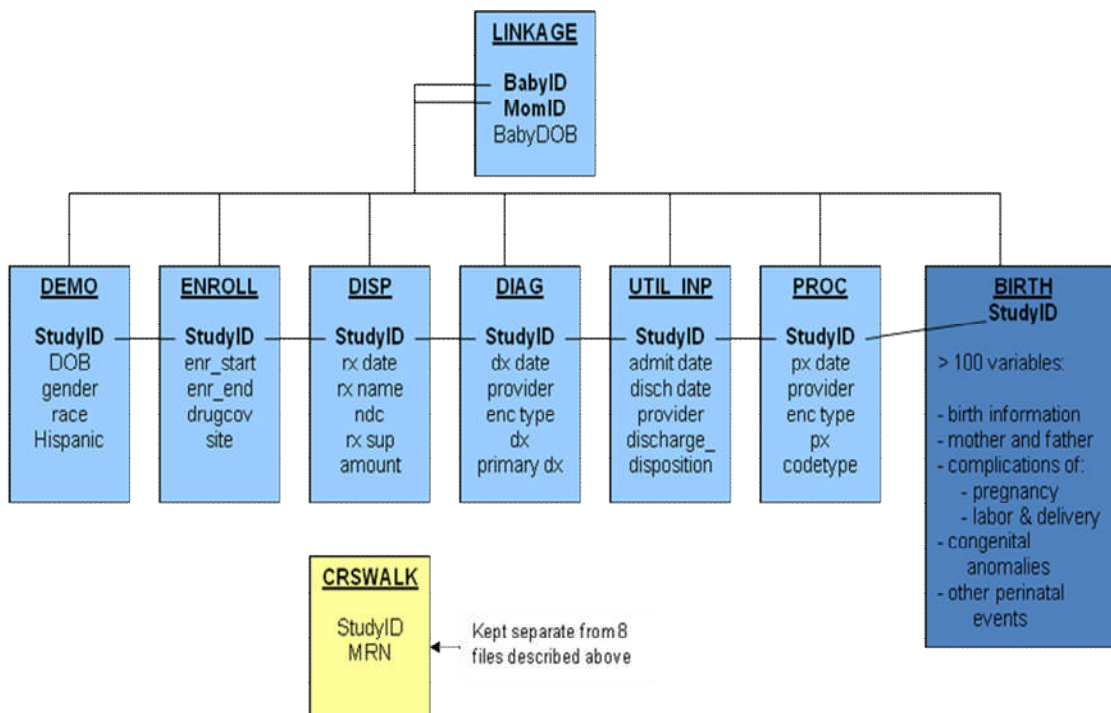 LINKAGE
BabyID
MomID
BabyDOB
DEMO
StudyID
DOB
gender
race
Hispanic
ENROLL
StudyID
enr_start
enr_end
drugcov
site
DISP
StudyID
rx date
rx name
ndc
rx sup
amount
DIAG
StudyID
dx date
provider
enc type
dx
primary dx
UTIL INP
StudyID
admit date
disch date
provider
discharge_
disposition
PROC
StudyID
px date
provider
enc type
px
codetype
BIRTH
StudyID
> 100 variables:
- birth information
- mother and father
- complications of:
- pregnancy
- labor & delivery
- congenital
anomalies
- other perinatal
events
CRSWALK
StudyID
MRN
Kept separate from 8
files described above